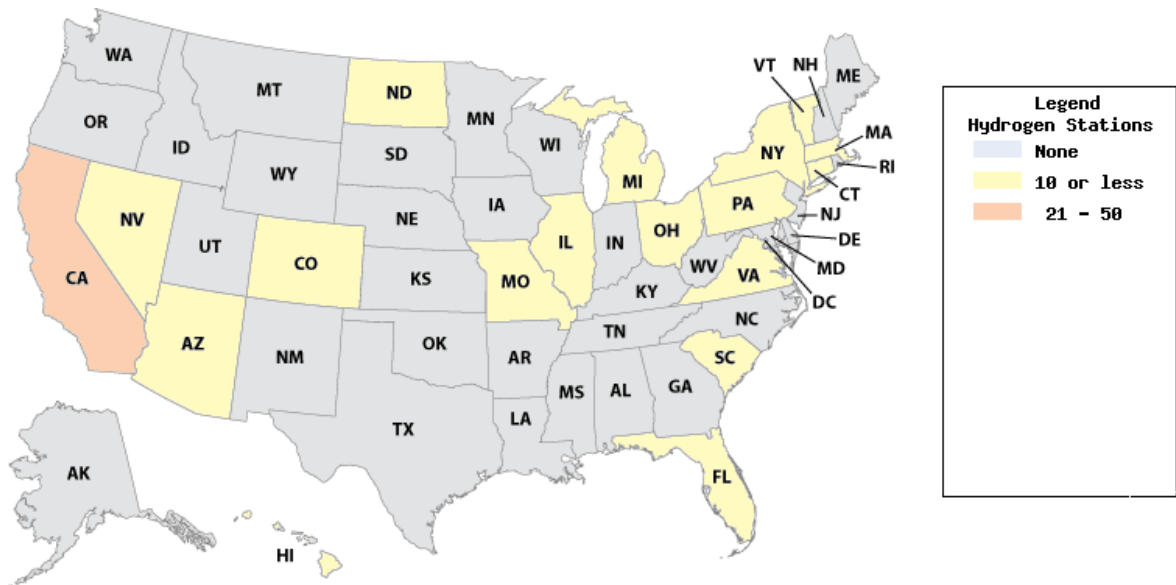 WA
MT
ND
MN
VT
NH
ME
OR
ID
SD
WI
MA
WY
NY
RI
MI
CT
NV
NE
IA
PA
NJ
UT
CO
IL
IN
OH
DE
CA
KS
MO
WV
VA
MD
KY
DC
AZ
NM
OK
AR
TN
NC
SC
MS
AL
GA
TX
LA
AK
FL
HI
Legend
Hydrogen Stations
None
10 or less
21 - 50